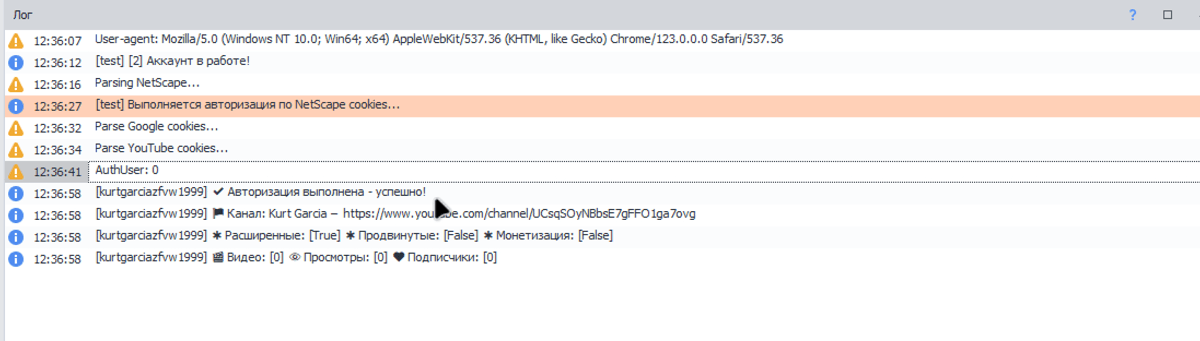 Лог
12:36:07 User-agent: Mozilla/5.0 (Windows NT 10.0; Win64; x64) AppleWebKit/537.36 (KHTML, like Gecko) Chrome/123.0.0.0 Safari/537.36
12:36:12 [test] [2] Аккаунт в работе!
12:36:16 Parsing NetScape...
12:36:27 [test] Выполняется авторизация по NetScape cookies...
12:36:32 Parse Google cookies...
12:36:34 Parse YouTube cookies...
12:36:41 AuthUser: 0
12:36:58 [kurtgarciazfvw1999] ✔ Авторизация выполнена - успешно!
12:36:58 [kurtgarciazfvw1999] Канал: Kurt Garcia – https://www.youtube.com/channel/UCsqSOyNBbsE7gFFO1ga7ovg
12:36:58 [kurtgarciazfvw1999] ✱ Расширенные: [True] ✱ Продвинутые: [False] ✱ Монетизация: [False]
12:36:58 [kurtgarciazfvw1999] Видео: [0] Просмотры: [0] ♥ Подписчики: [0]